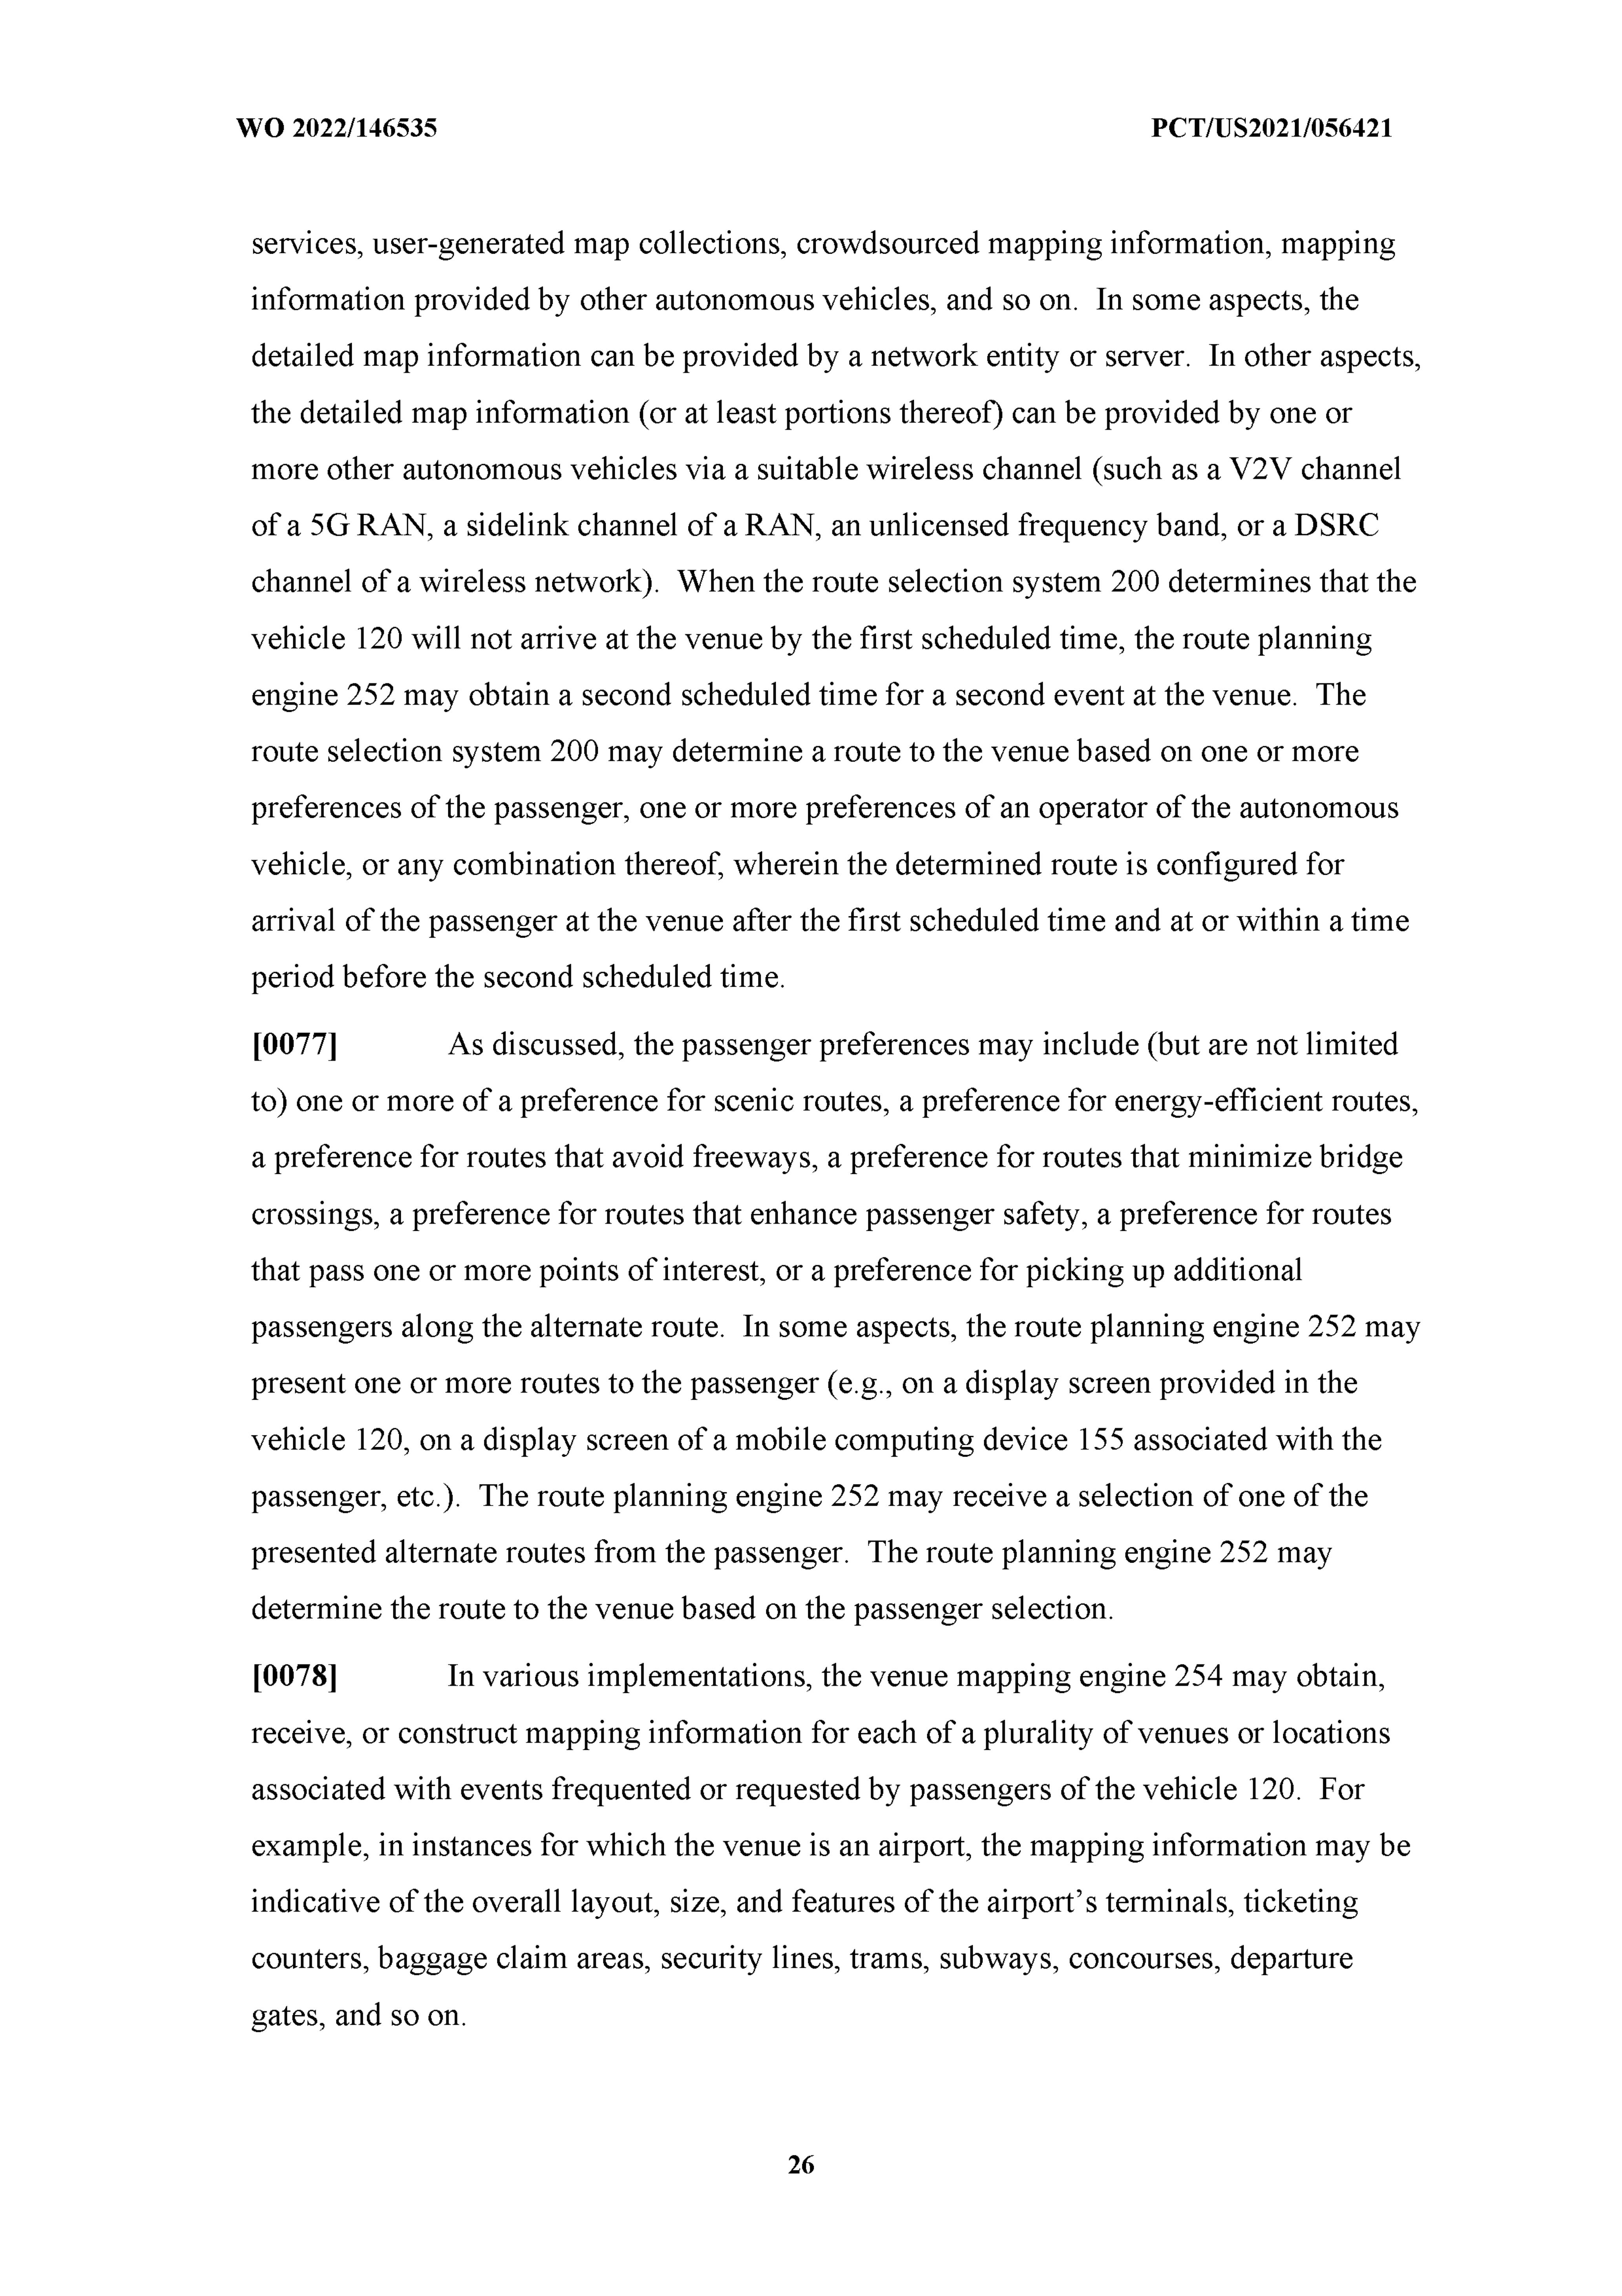 WO 2022/146535 PCT/US2021/056421
services, user-generated map collections, crowdsourced mapping information, mapping
information provided by other autonomous vehicles, and so on.  In some aspects, the
detailed map information can be provided by a network entity or server.  In other aspects,
the detailed map information (or at least portions thereof) can be provided by one or
more other autonomous vehicles via a suitable wireless channel (such as a V2V channel
of a 5G RAN, a sidelink channel of a RAN, an unlicensed frequency band, or a DSRC
channel of a wireless network).  When the route selection system 200 determines that the
vehicle 120 will not arrive at the venue by the first scheduled time, the route planning
engine 252 may obtain a second scheduled time for a second event at the venue.  The
route selection system 200 may determine a route to the venue based on one or more
preferences of the passenger, one or more preferences of an operator of the autonomous
vehicle, or any combination thereof, wherein the determined route is configured for
arrival of the passenger at the venue after the first scheduled time and at or within a time
period before the second scheduled time.
[0077] As discussed, the passenger preferences may include (but are not limited
to) one or more of a preference for scenic routes, a preference for energy-efficient routes,
a preference for routes that avoid freeways, a preference for routes that minimize bridge
crossings, a preference for routes that enhance passenger safety, a preference for routes
that pass one or more points of interest, or a preference for picking up additional
passengers along the alternate route.  In some aspects, the route planning engine 252 may
present one or more routes to the passenger (e.g., on a display screen provided in the
vehicle 120, on a display screen of a mobile computing device 155 associated with the
passenger, etc.).  The route planning engine 252 may receive a selection of one of the
presented alternate routes from the passenger.  The route planning engine 252 may
determine the route to the venue based on the passenger selection.
[0078] In various implementations, the venue mapping engine 254 may obtain,
receive, or construct mapping information for each of a plurality of venues or locations
associated with events frequented or requested by passengers of the vehicle 120.  For
example, in instances for which the venue is an airport, the mapping information may be
indicative of the overall layout, size, and features of the airport’s terminals, ticketing
counters, baggage claim areas, security lines, trams, subways, concourses, departure
gates, and so on.
26